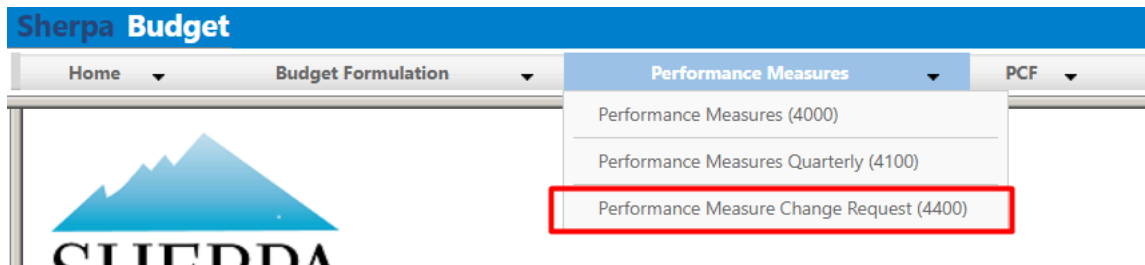 Sherpa Budget
Home Budget Formulation Performance Measures PCF
Performance Measures (4000)
Performance Measures Quarterly (4100)
Performance Measure Change Request (4400)
SHERPA